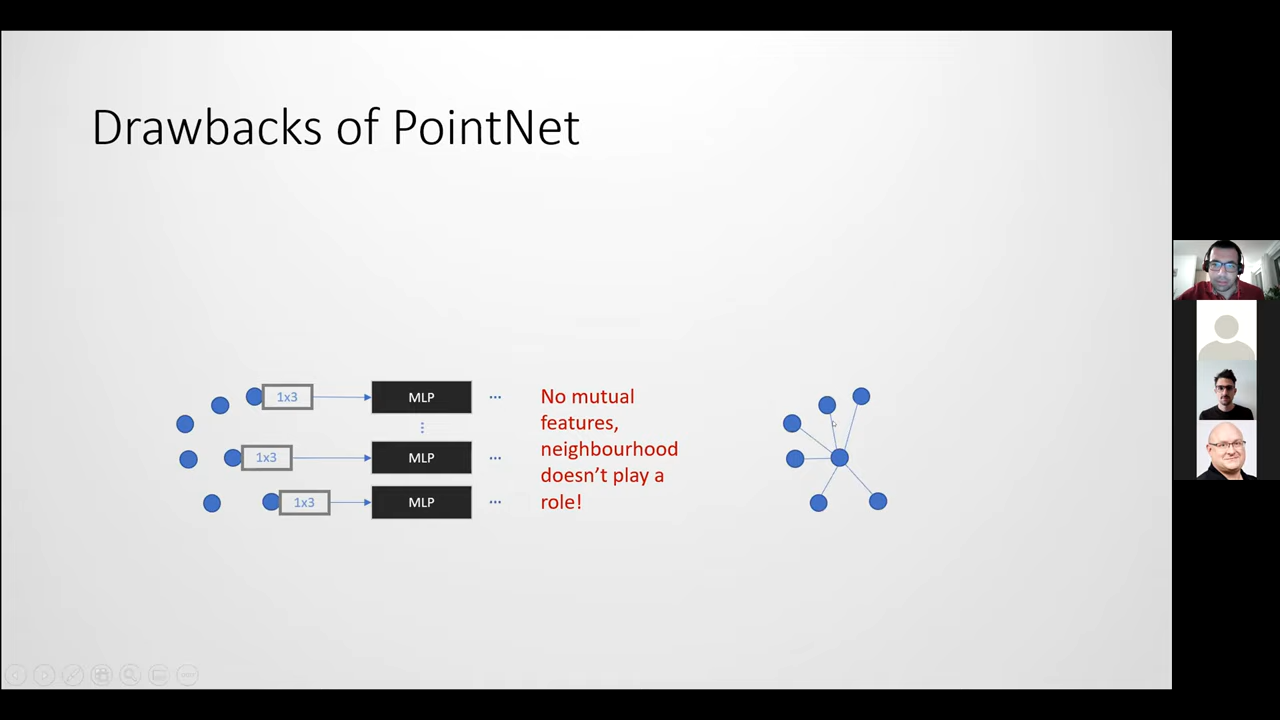 Drawbacks of PointNet
1x3
MLP
...
No mutual
features,
neighbourhood
doesn't play a
role!
1x3
MLP
...
1x3
MLP
...